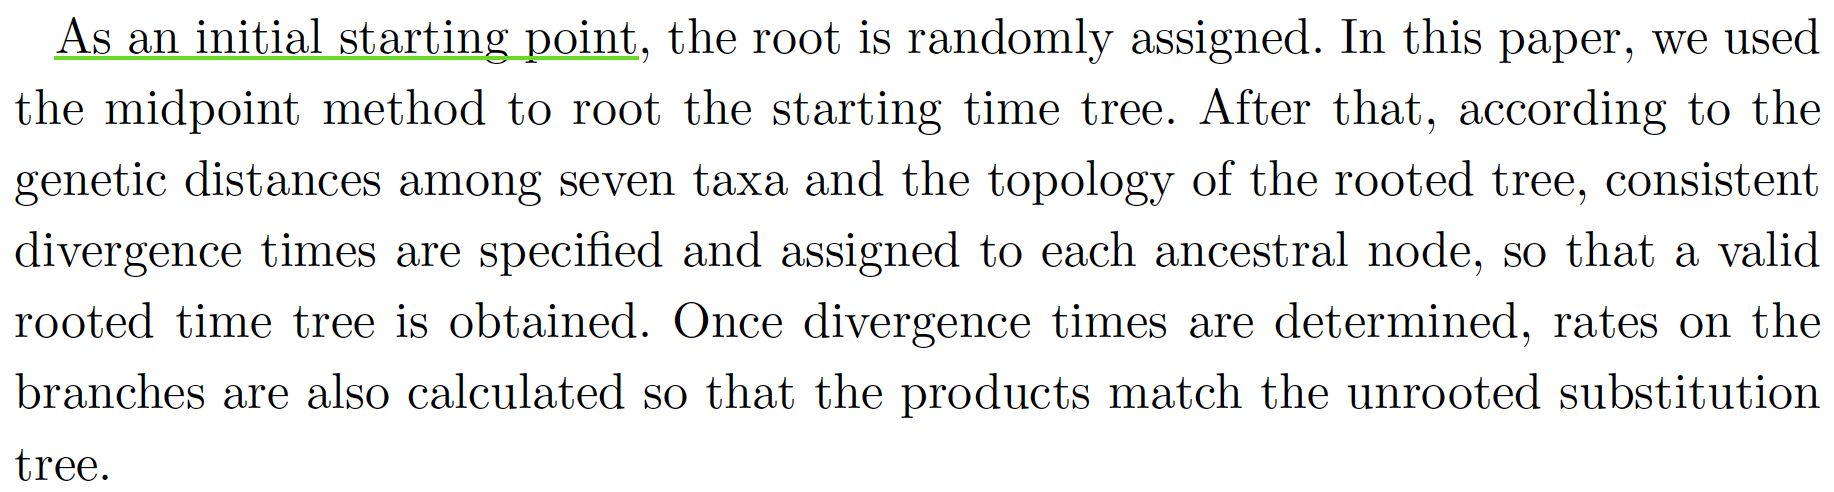 As an initial starting point, the root is randomly assigned. In this paper, we used
the midpoint method to root the starting time tree. After that, according to the
genetic distances among seven taxa and the topology of the rooted tree, consistent
divergence times are specified and assigned to each ancestral node, so that a valid
rooted time tree is obtained. Once divergence times are determined, rates on the
branches are also calculated so that the products match the unrooted substitution
tree.